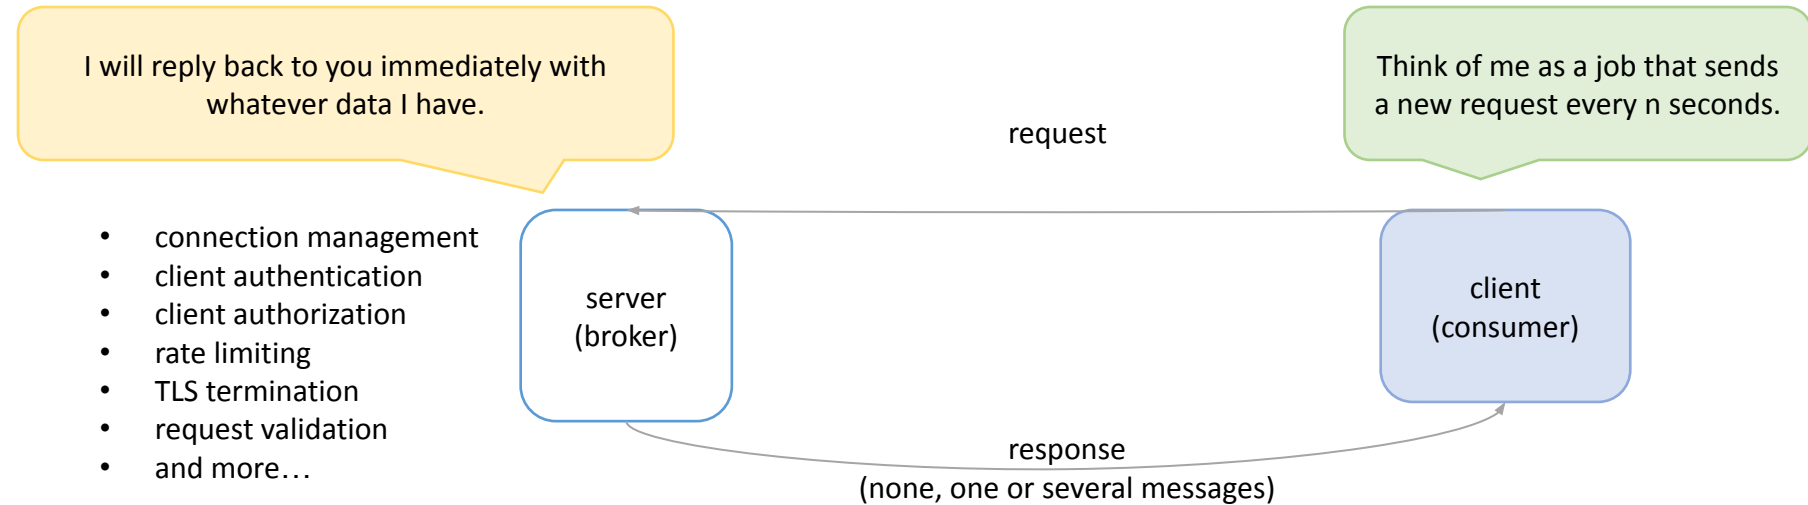 I will reply back to you immediately with
whatever data I have.
Think of me as a job that sends
a new request every n seconds.
request
• connection management
• client authentication
• client authorization
• rate limiting
• TLS termination
• request validation
• and more…
server
(broker)
client
(consumer)
response
(none, one or several messages)